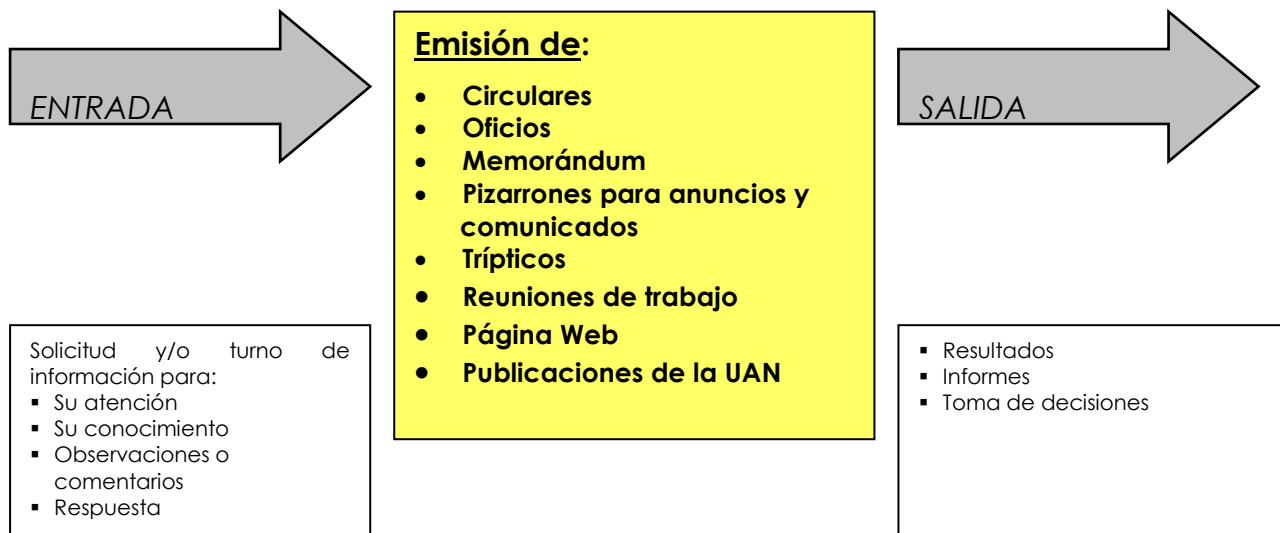 ENTRADA
Solicitud y/o turno de
información para:
▪ Su atención
▪ Su conocimiento
▪ Observaciones o
comentarios
▪ Respuesta
Emisión de:
• Circulares
• Oficios
• Memorándum
• Pizarrones para anuncios y
comunicados
• Trípticos
• Reuniones de trabajo
• Página Web
• Publicaciones de la UAN
SALIDA
▪ Resultados
▪ Informes
▪ Toma de decisiones